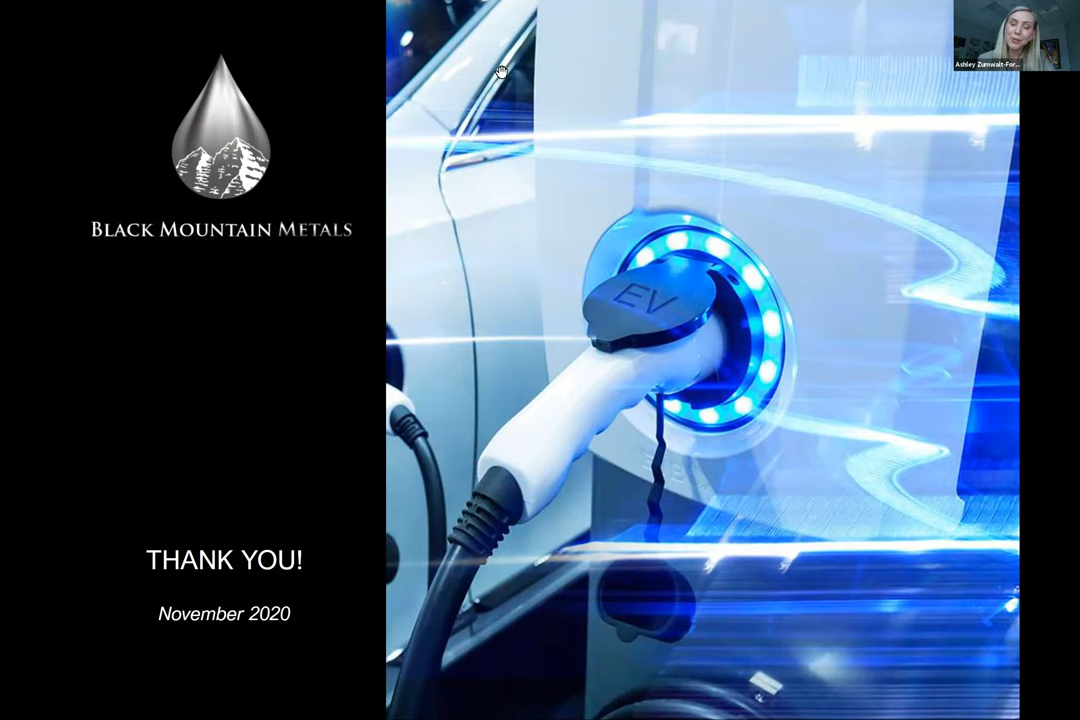 BLACK MOUNTAIN METALS
EV
THANK YOU!
November 2020
Ashley Zumwalt-For...